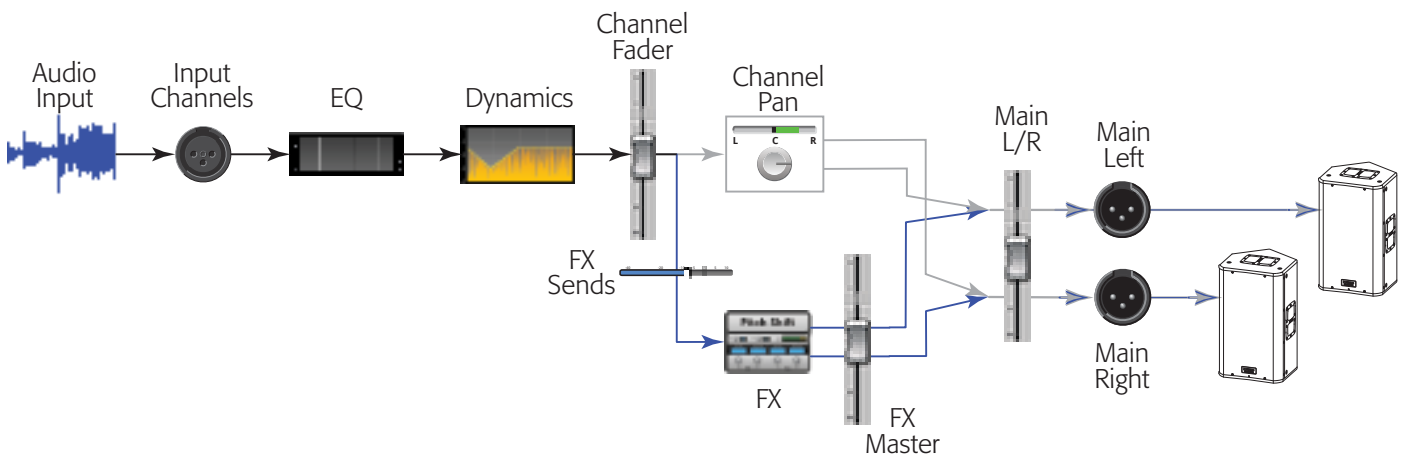 Audio
Input
Input
Channels
EQ
Dynamics
Channel
Fader
Channel
Pan
L C R
Main
L/R
Main
Left
FX
Sends
Pitch Shift
FX
FX
Master
Main
Right